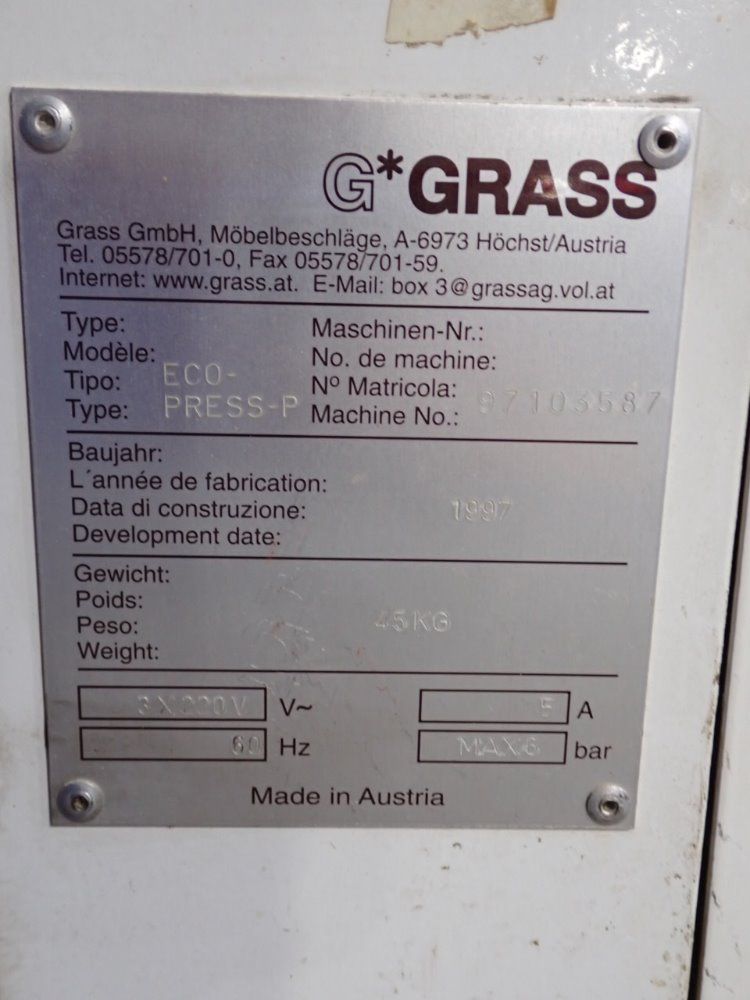 G*GRASS
Grass GmbH, Möbelbeschläge, A-6973 Höchst/Austria
Tel. 05578/701-0, Fax 05578/701-59.
Internet: www.grass.at. E-Mail: box 3@grassag.vol.at
Type: Maschinen-Nr.:
Modèle: No. de machine:
Tipo: ECO- Nº Matricola:
Type: PRESS-P Machine No.: 97103587
Baujahr:
L´année de fabrication:
Data di construzione: 1997
Development date:
Gewicht:
Poids:
Peso: 45KG
Weight:
3X220V V~ 5 A
60 Hz MAX6 bar
Made in Austria